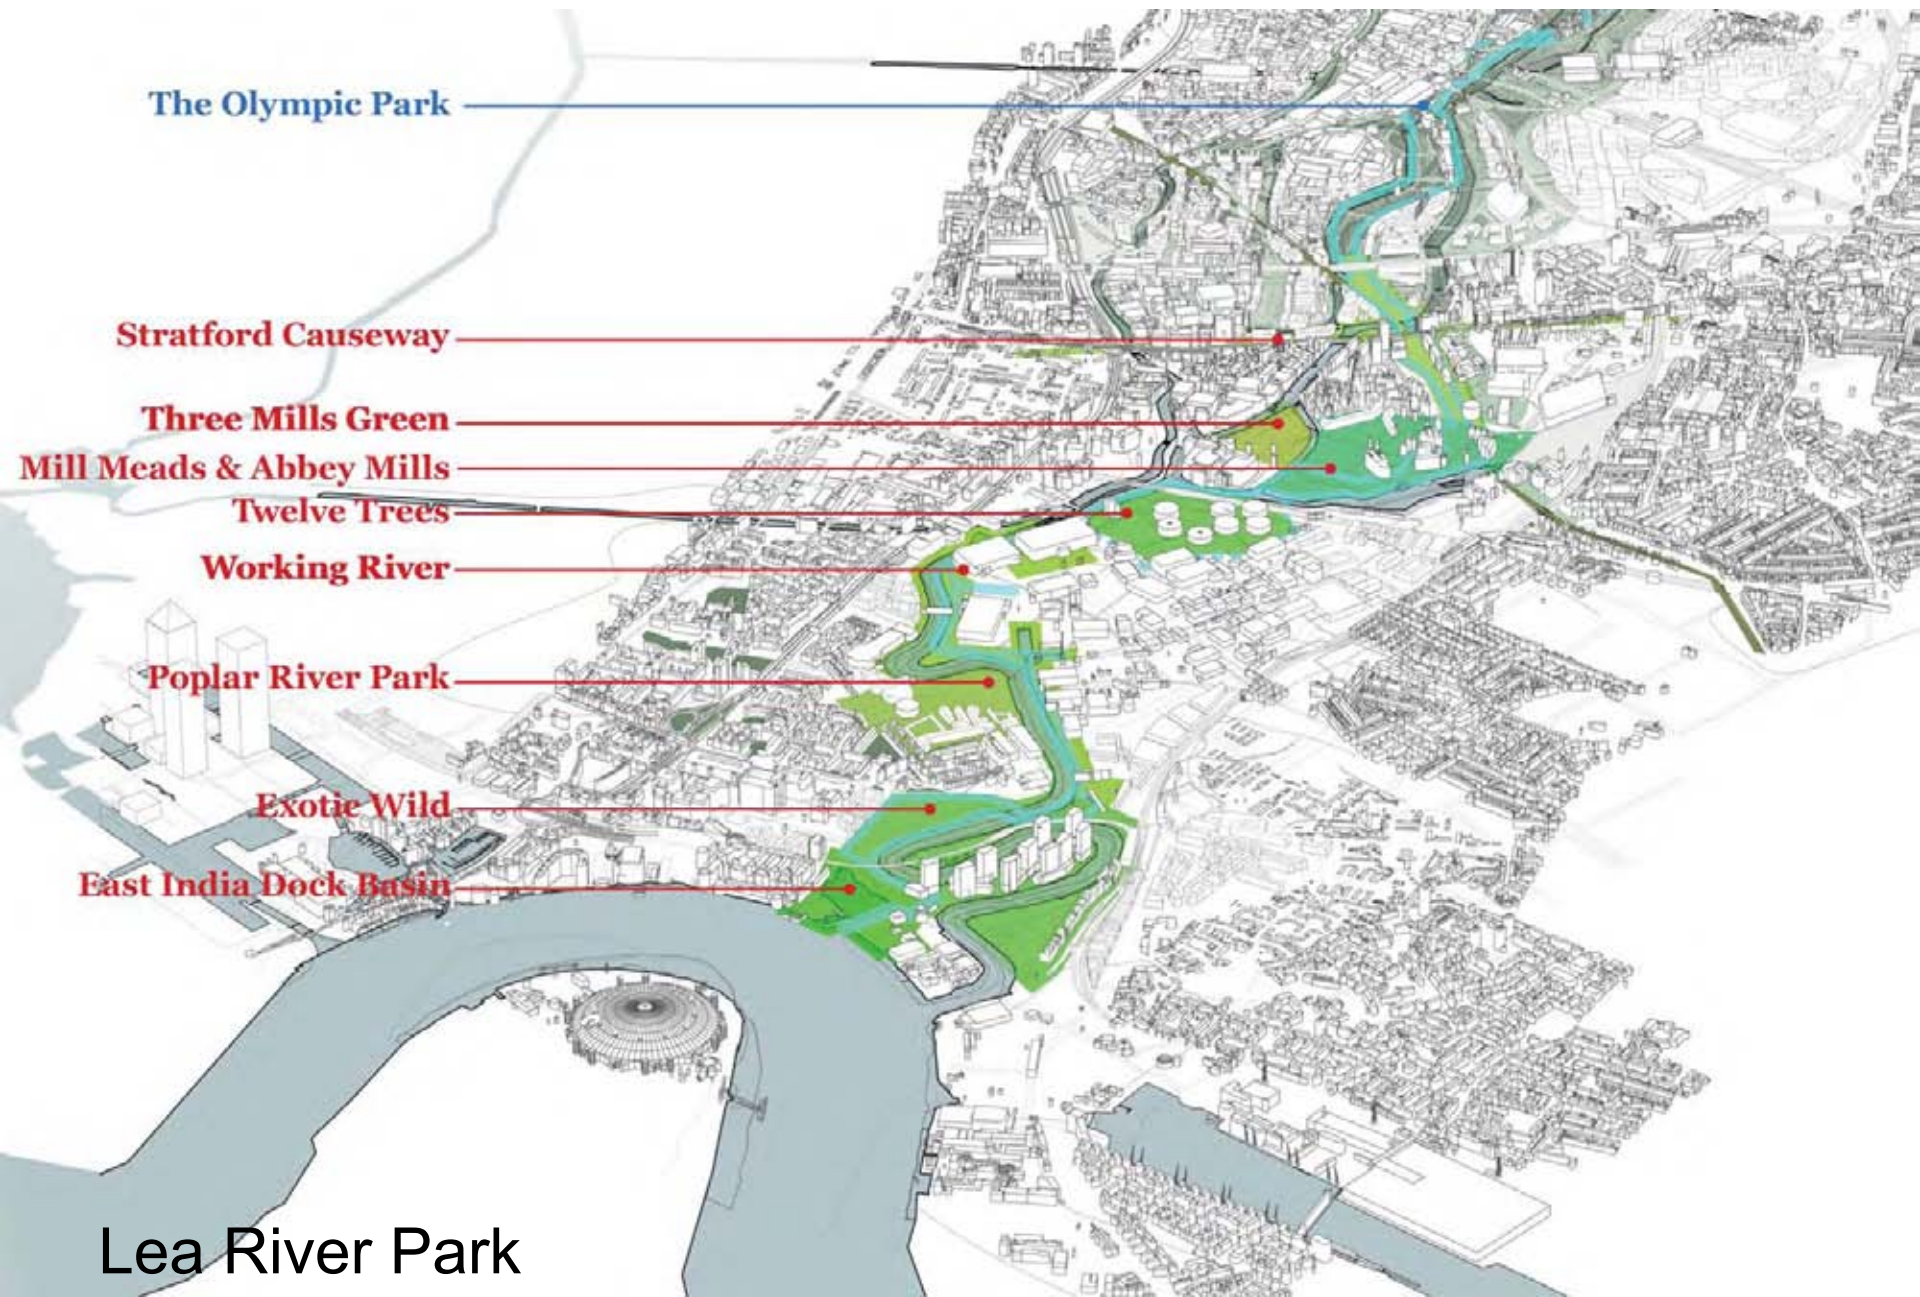 The Olympic Park
Stratford Causeway
Three Mills Green
Mill Meads & Abbey Mills
Twelve Trees
Working River
Poplar River Park
Exotic Wild
East India Dock Basin
Lea River Park